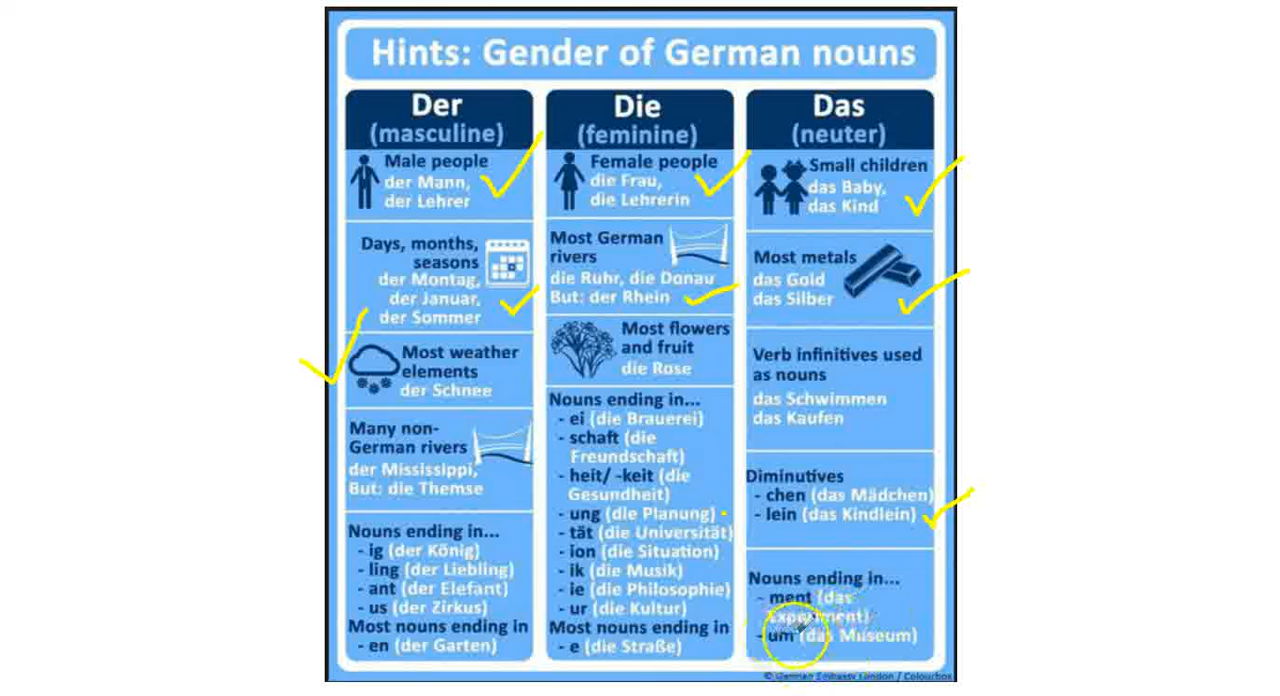 Hints: Gender of German nouns
Der
(masculine)
Male people
der Mann,
der Lehrer
Days, months,
seasons
der Montag,
der Januar,
der Sommer
Most weather
elements
der Schnee
Many non-
German rivers
der Mississippi,
But: die Themse
Nouns ending in...
- ig (der König)
- ling (der Liebling)
- ant (der Elefant)
- us (der Zirkus)
Most nouns ending in
- en (der Garten)
Die
(feminine)
Female people
die Frau,
die Lehrerin
Most German
rivers
die Ruhr, die Donau
But: der Rhein
Most flowers
and fruit
die Rose
Nouns ending in...
- ei (die Brauerei)
- schaft (die
Freundschaft)
- heit/ -keit (die
Gesundheit)
- ung (die Planung)
- tät (die Universität)
- ion (die Situation)
- ik (die Musik)
- ie (die Philosophie)
- ur (die Kultur)
Most nouns ending in
- e (die Straße)
Das
(neuter)
Small children
das Baby,
das Kind
Most metals
das Gold
das Silber
Verb infinitives used
as nouns
das Schwimmen
das Kaufen
Diminutives
- chen (das Mädchen)
- lein (das Kindlein)
Nouns ending in...
- ment (das
Experiment)
- um (das Museum)
© German Embassy London / Colourbox